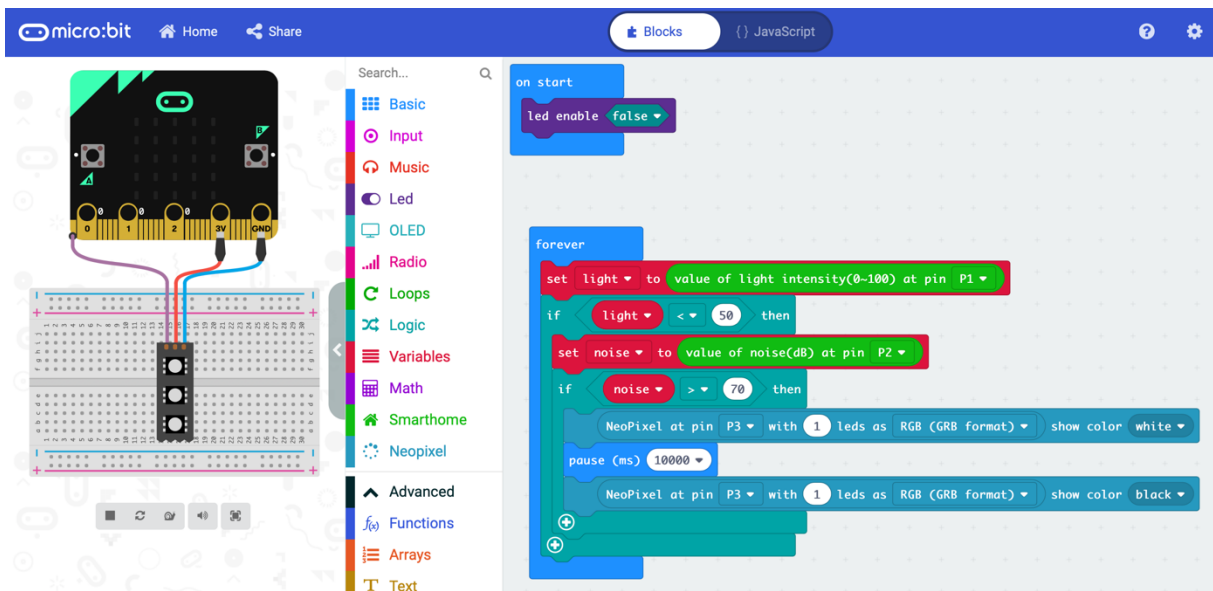 micro:bit Home Share Blocks { } JavaScript ?
Search...
Basic
Input
Music
Led
OLED
Radio
Loops
Logic
Variables
Math
Smarthome
Neopixel
Advanced
f(x) Functions
Arrays
T Text
B
A
0 0 0
0 1 2 3V GND
on start
led enable false
forever
set light to value of light intensity(0~100) at pin P1
if light < 50 then
set noise to value of noise(dB) at pin P2
if noise > 70 then
NeoPixel at pin P3 with 1 leds as RGB (GRB format) show color white
pause (ms) 10000
NeoPixel at pin P3 with 1 leds as RGB (GRB format) show color black